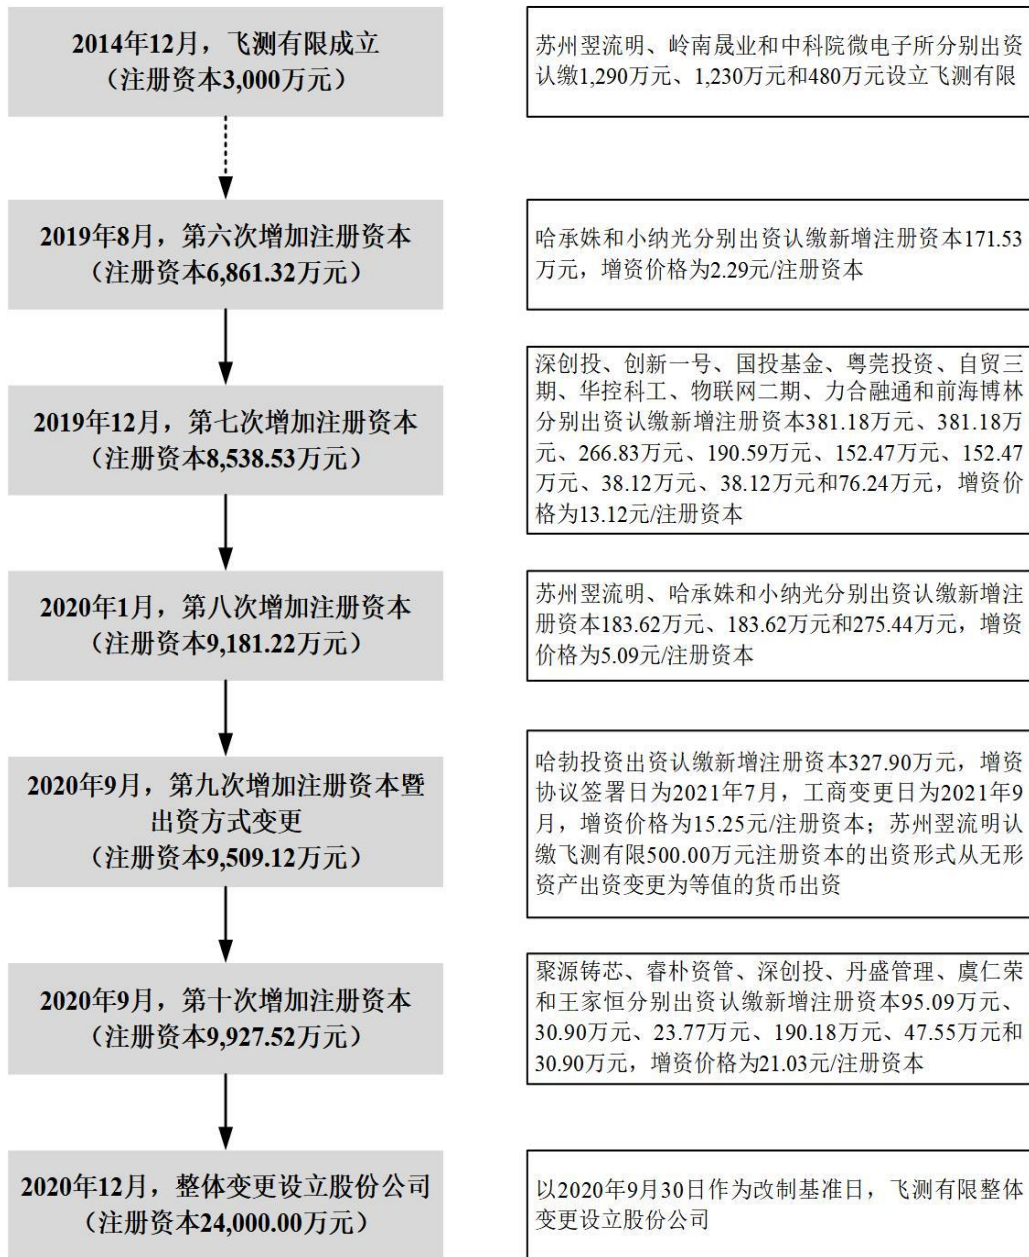 2014年12月，飞测有限成立
（注册资本3,000万元）
苏州翌流明、岭南晟业和中科院微电子所分别出资
认缴1,290万元、1,230万元和480万元设立飞测有限
2019年8月，第六次增加注册资本
（注册资本6,861.32万元）
哈承姝和小纳光分别出资认缴新增注册资本171.53
万元，增资价格为2.29元/注册资本
2019年12月，第七次增加注册资本
（注册资本8,538.53万元）
深创投、创新一号、国投基金、粤莞投资、自贸三
期、华控科工、物联网二期、力合融通和前海博林
分别出资认缴新增注册资本381.18万元、381.18万
元、266.83万元、190.59万元、152.47万元、152.47
万元、38.12万元、38.12万元和76.24万元，增资价
格为13.12元/注册资本
2020年1月，第八次增加注册资本
（注册资本9,181.22万元）
苏州翌流明、哈承姝和小纳光分别出资认缴新增注
册资本183.62万元、183.62万元和275.44万元，增资
价格为5.09元/注册资本
2020年9月，第九次增加注册资本暨
出资方式变更
（注册资本9,509.12万元）
哈勃投资出资认缴新增注册资本327.90万元，增资
协议签署日为2021年7月，工商变更日为2021年9
月，增资价格为15.25元/注册资本；苏州翌流明认
缴飞测有限500.00万元注册资本的出资形式从无形
资产出资变更为等值的货币出资
2020年9月，第十次增加注册资本
（注册资本9,927.52万元）
聚源铸芯、睿朴资管、深创投、丹盛管理、虞仁荣
和王家恒分别出资认缴新增注册资本95.09万元、
30.90万元、23.77万元、190.18万元、47.55万元和
30.90万元，增资价格为21.03元/注册资本
2020年12月，整体变更设立股份公司
（注册资本24,000.00万元）
以2020年9月30日作为改制基准日，飞测有限整体
变更设立股份公司